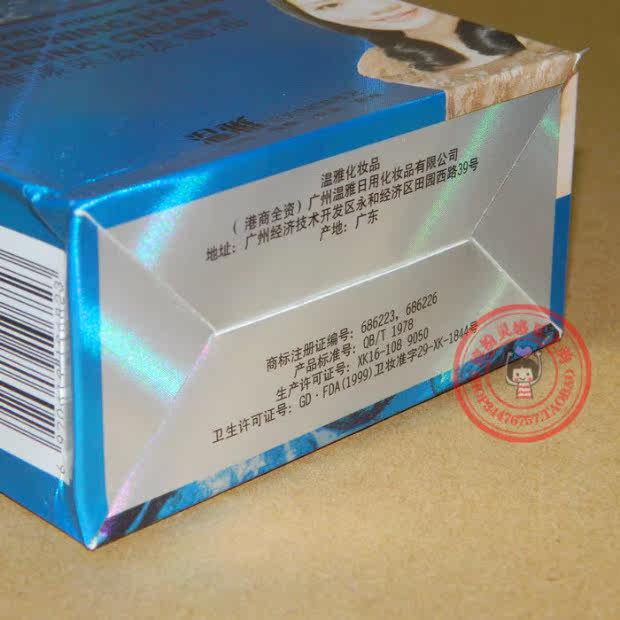 温雅
温雅化妆品
（港商全资）广州温雅日用化妆品有限公司
地址：广州经济技术开发区永和经济区田园西路39号
产地：广东
商标注册证编号：686223，686226
产品标准号：QB/T 1978
生产许可证号：XK16-108 9050
卫生许可证号：GD·FDA(1999)卫妆准字29-XK-1844号